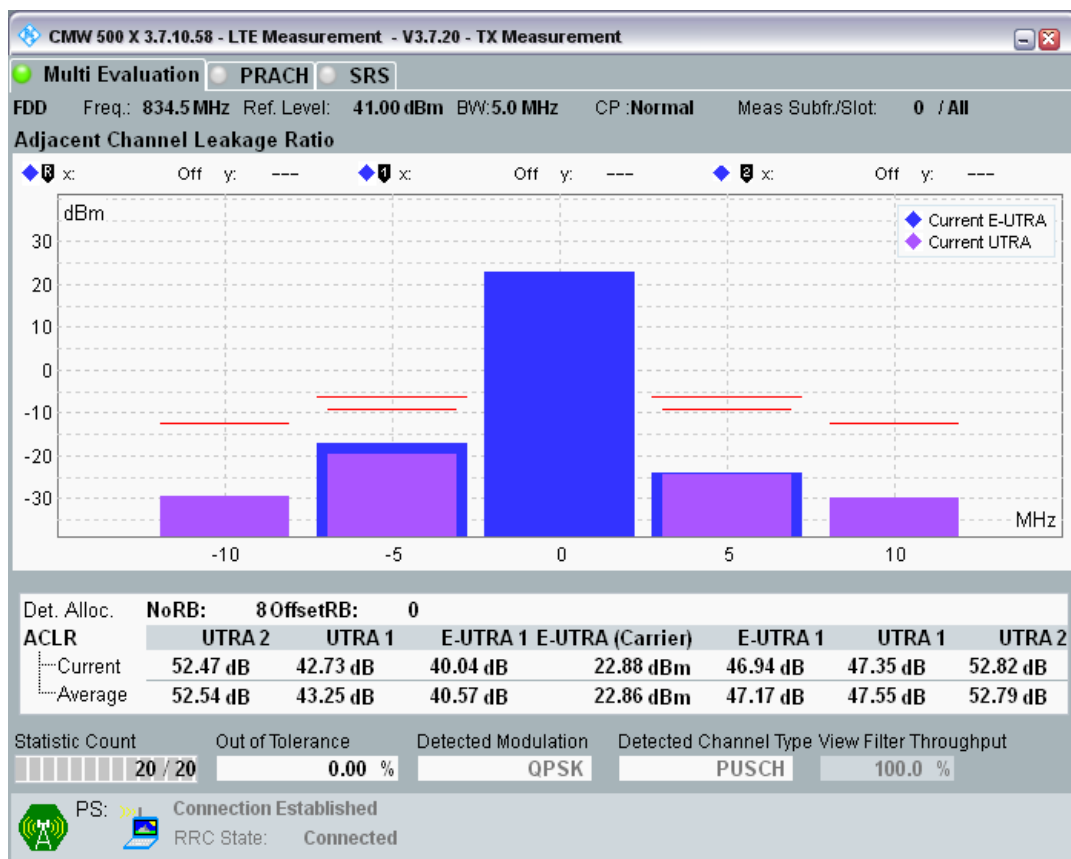 CMW 500 X 3.7.10.58 - LTE Measurement - V3.7.20 - TX Measurement
Multi Evaluation PRACH SRS
FDD Freq.: 834.5 MHz Ref. Level: 41.00 dBm BW: 5.0 MHz CP :Normal Meas Subfr./Slot: 0 / All
Adjacent Channel Leakage Ratio
R x: Off y: --- 1 x: Off y: --- 2 x: Off y: ---
dBm
Current E-UTRA
Current UTRA
30
20
10
0
-10
-20
-30
MHz
-10 -5 0 5 10
Det. Alloc. NoRB: 8 OffsetRB: 0
ACLR UTRA 2 UTRA 1 E-UTRA 1 E-UTRA (Carrier) E-UTRA 1 UTRA 1 UTRA 2
Current 52.47 dB 42.73 dB 40.04 dB 22.88 dBm 46.94 dB 47.35 dB 52.82 dB
Average 52.54 dB 43.25 dB 40.57 dB 22.86 dBm 47.17 dB 47.55 dB 52.79 dB
Statistic Count Out of Tolerance Detected Modulation Detected Channel Type View Filter Throughput
20 / 20 0.00 % QPSK PUSCH 100.0 %
PS: Connection Established
RRC State: Connected